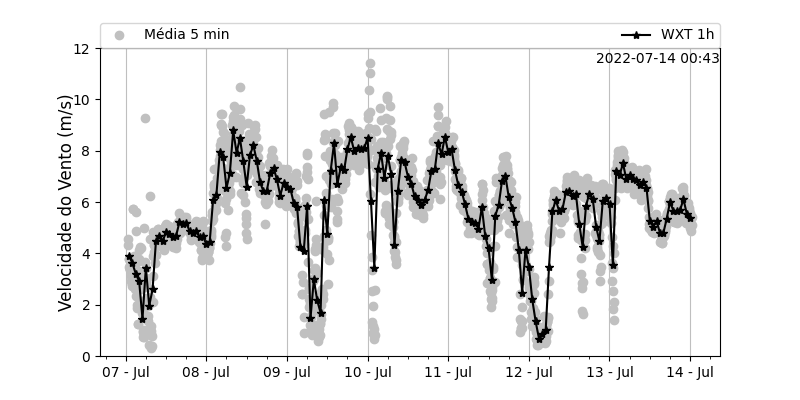 Média 5 min
WXT 1h
2022-07-14 00:43
Velocidade do Vento (m/s)
12
10
8
6
4
2
0
07 - Jul
08 - Jul
09 - Jul
10 - Jul
11 - Jul
12 - Jul
13 - Jul
14 - Jul